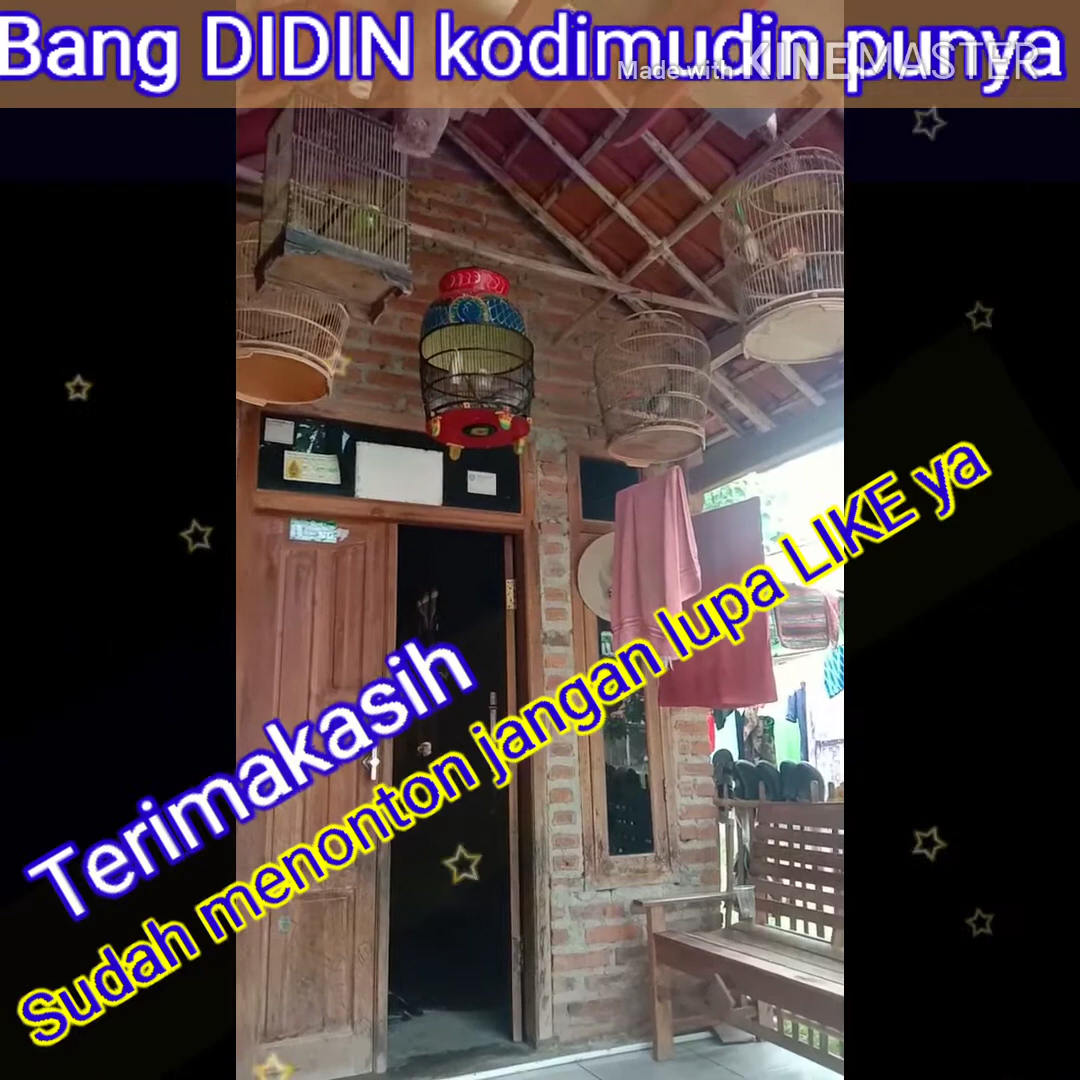 Bang DIDIN kodimudin punya
Made with KINEMASTER
Terimakasih
Sudah menonton jangan lupa LIKE ya